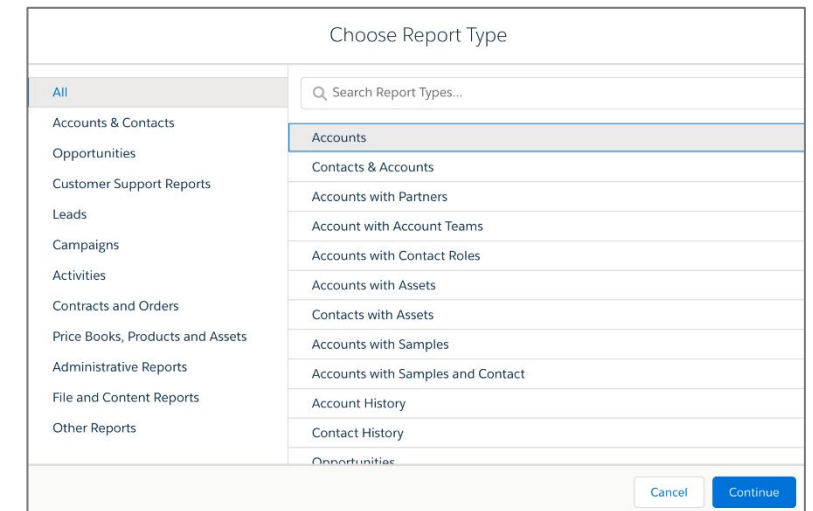 Choose Report Type
All
Accounts & Contacts
Opportunities
Customer Support Reports
Leads
Campaigns
Activities
Contracts and Orders
Price Books, Products and Assets
Administrative Reports
File and Content Reports
Other Reports
Search Report Types...
Accounts
Contacts & Accounts
Accounts with Partners
Account with Account Teams
Accounts with Contact Roles
Accounts with Assets
Contacts with Assets
Accounts with Samples
Accounts with Samples and Contact
Account History
Contact History
Opportunities
Cancel
Continue